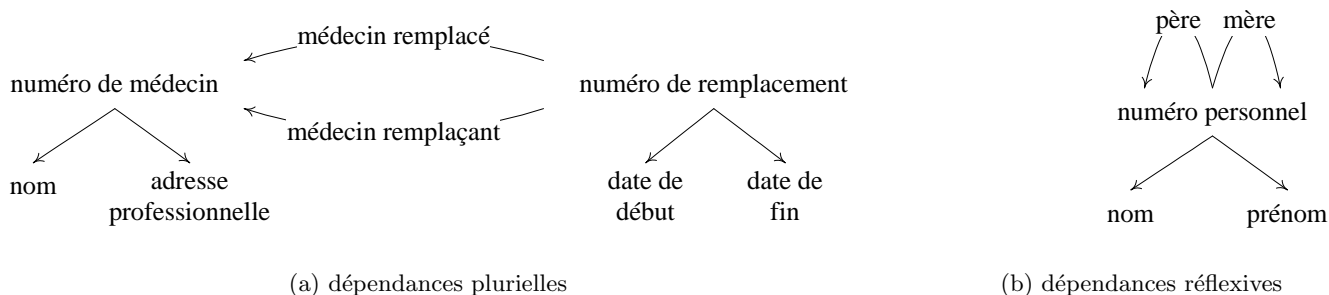 médecin remplacé
numéro de médecin
numéro de remplacement
médecin remplaçant
nom
adresse
professionnelle
date de
début
date de
fin
(a) dépendances plurielles
père
mère
numéro personnel
nom
prénom
(b) dépendances réflexives